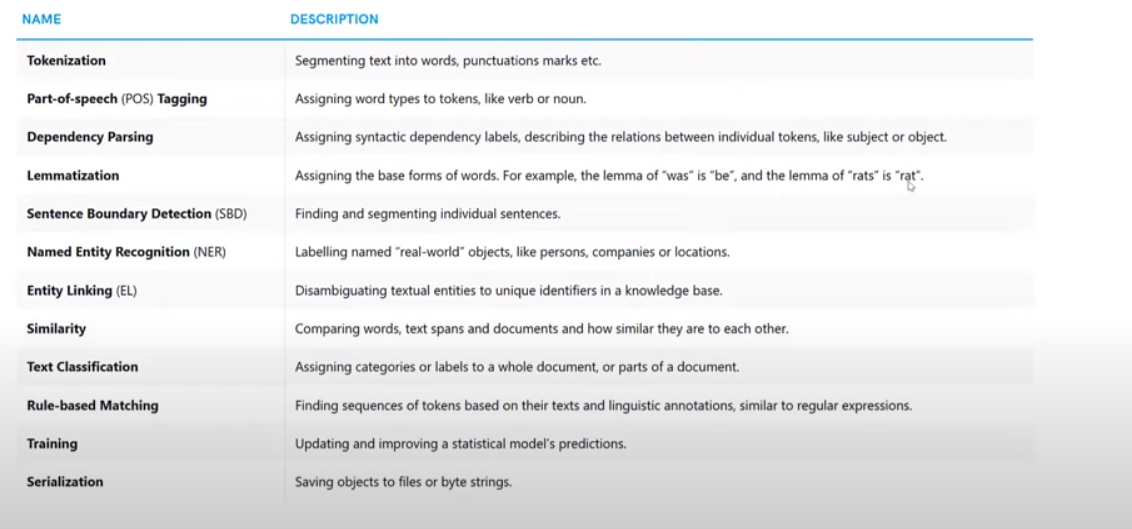 NAME DESCRIPTION
Tokenization Segmenting text into words, punctuations marks etc.
Part-of-speech (POS) Tagging Assigning word types to tokens, like verb or noun.
Dependency Parsing Assigning syntactic dependency labels, describing the relations between individual tokens, like subject or object.
Lemmatization Assigning the base forms of words. For example, the lemma of "was" is "be", and the lemma of "rats" is "rat".
Sentence Boundary Detection (SBD) Finding and segmenting individual sentences.
Named Entity Recognition (NER) Labelling named "real-world" objects, like persons, companies or locations.
Entity Linking (EL) Disambiguating textual entities to unique identifiers in a knowledge base.
Similarity Comparing words, text spans and documents and how similar they are to each other.
Text Classification Assigning categories or labels to a whole document, or parts of a document.
Rule-based Matching Finding sequences of tokens based on their texts and linguistic annotations, similar to regular expressions.
Training Updating and improving a statistical model's predictions.
Serialization Saving objects to files or byte strings.